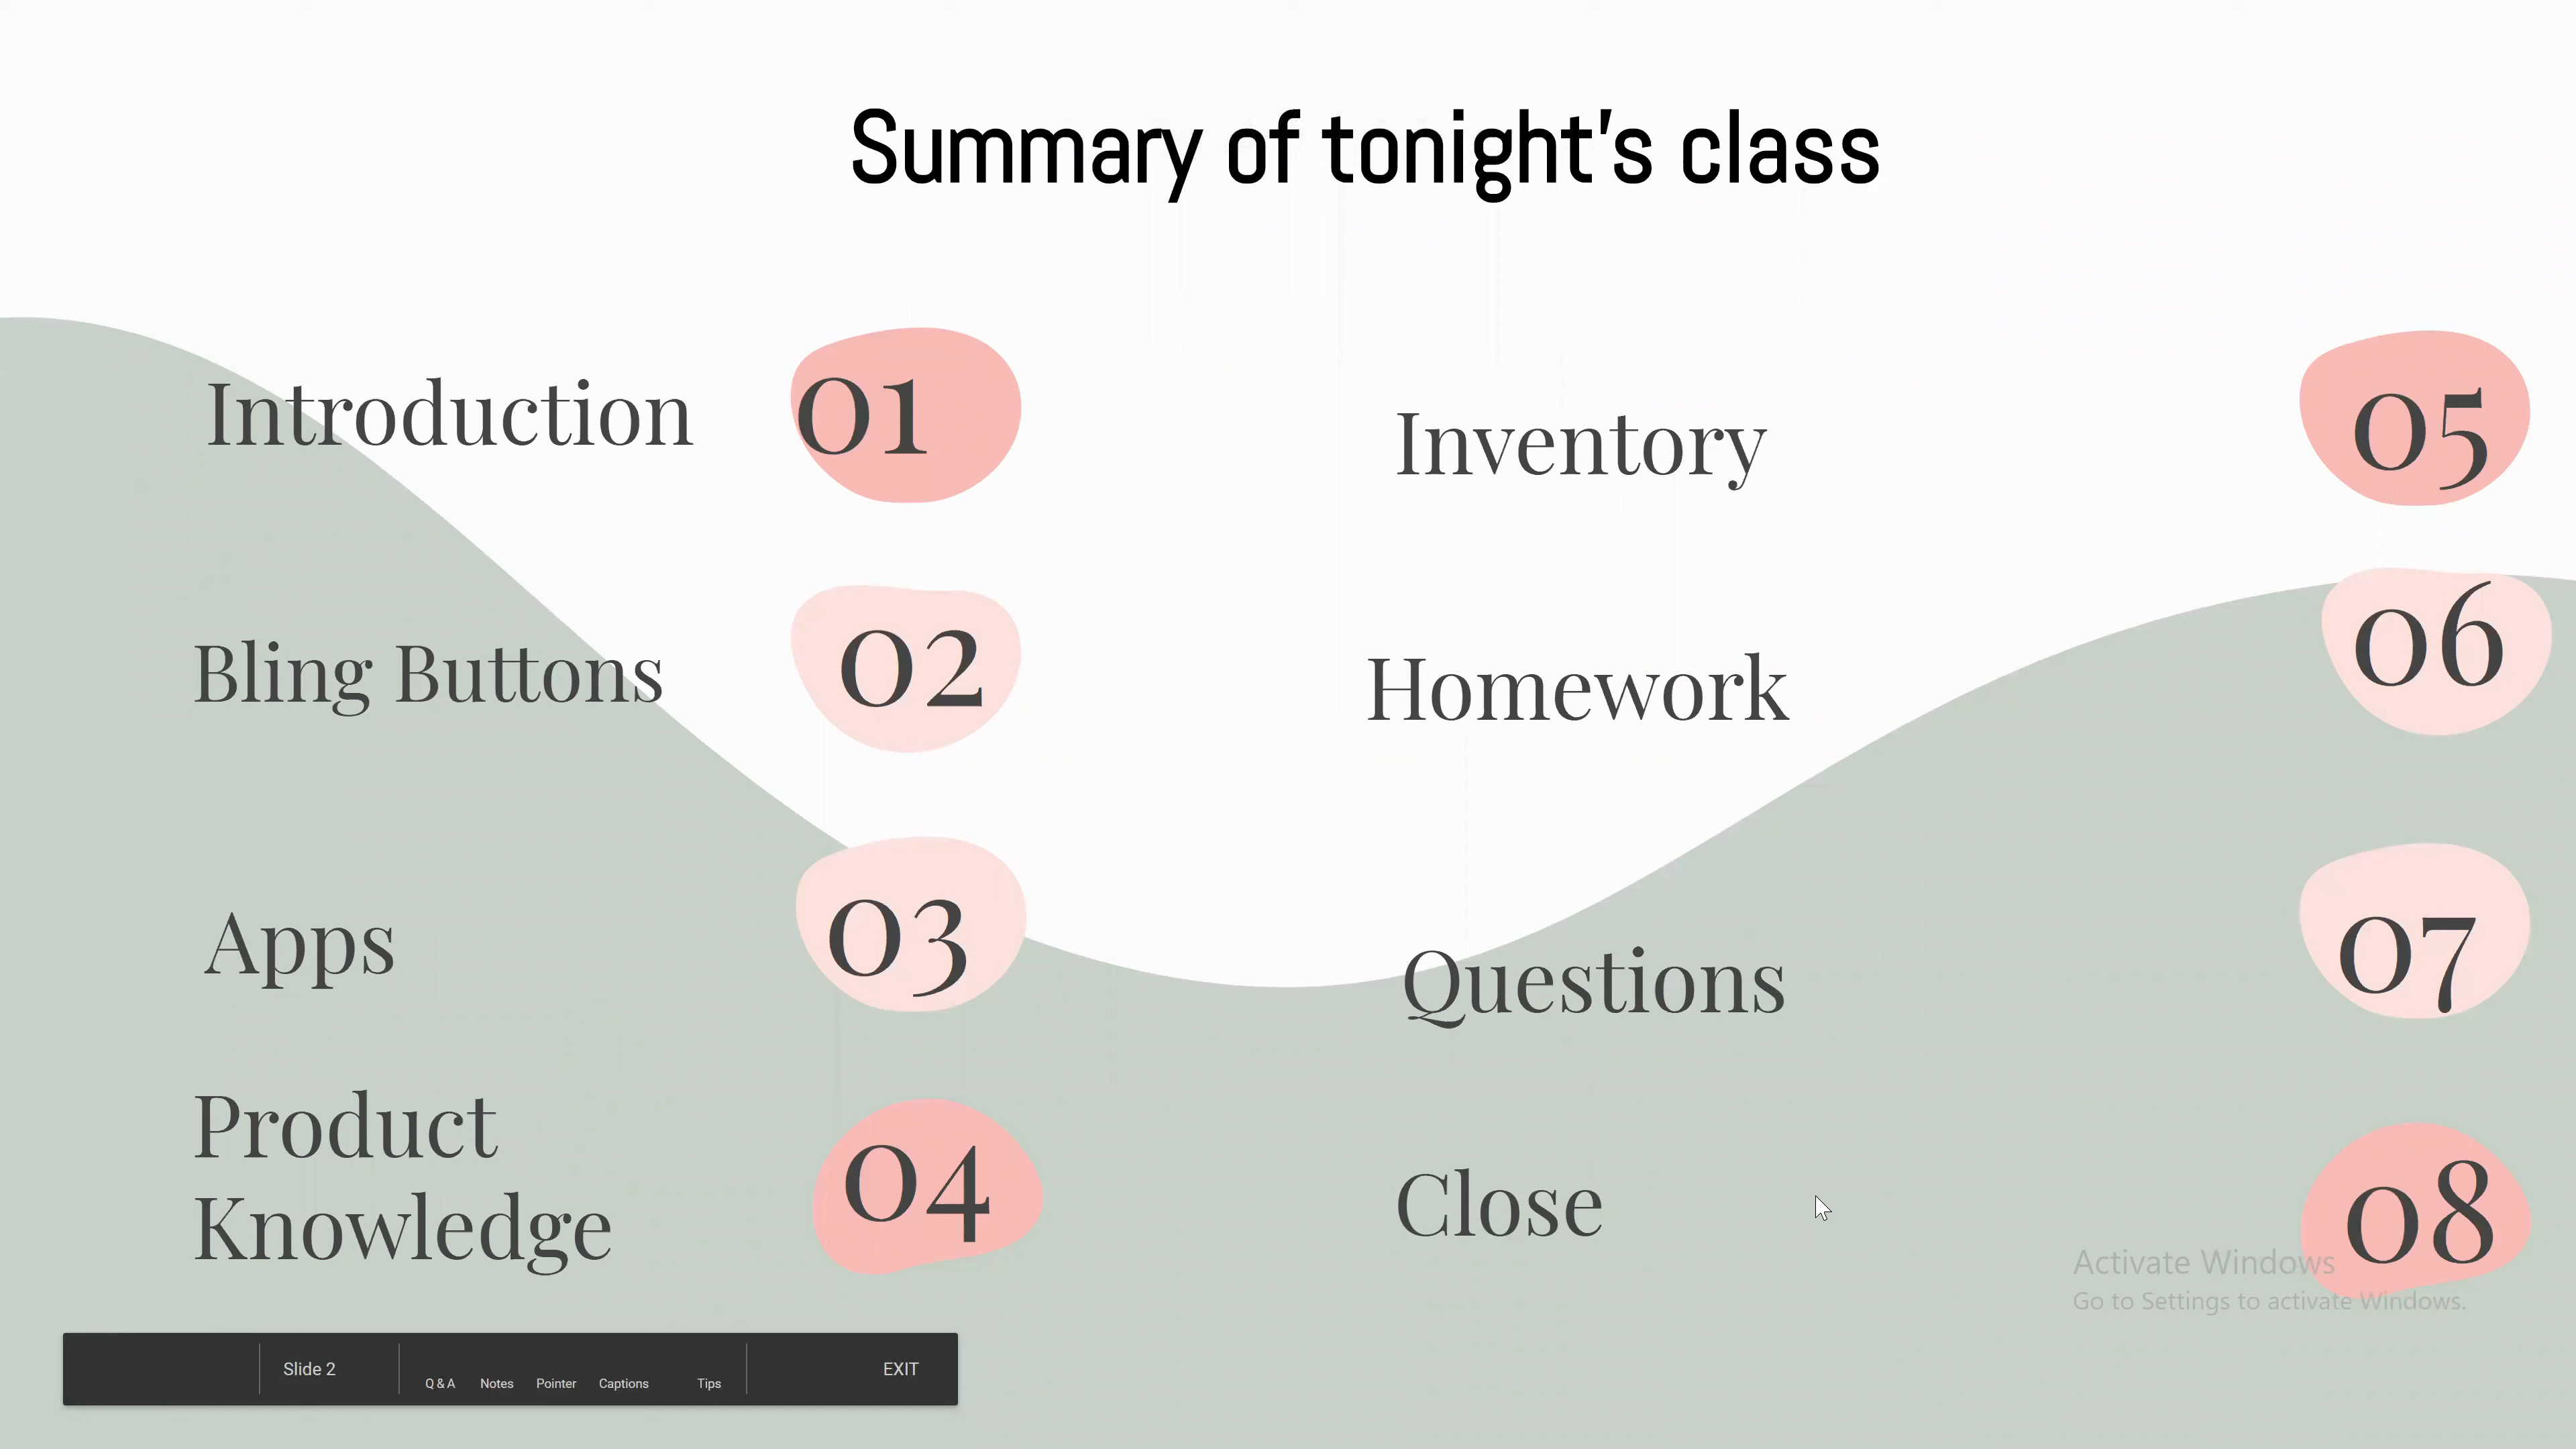 Summary of tonight's class
Introduction 01
Bling Buttons 02
Apps 03
Product
Knowledge 04
Inventory 05
Homework 06
Questions 07
Close 08
Activate Windows
Go to Settings to activate Windows.
Slide 2 Q & A Notes Pointer Captions Tips EXIT